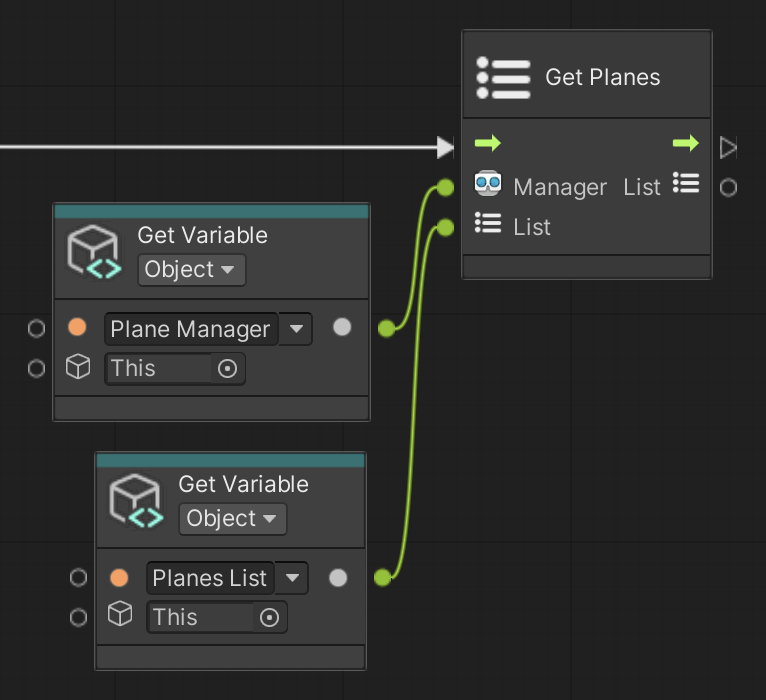 Get Planes
Manager List
List
Get Variable
Object
Plane Manager
This
Get Variable
Object
Planes List
This